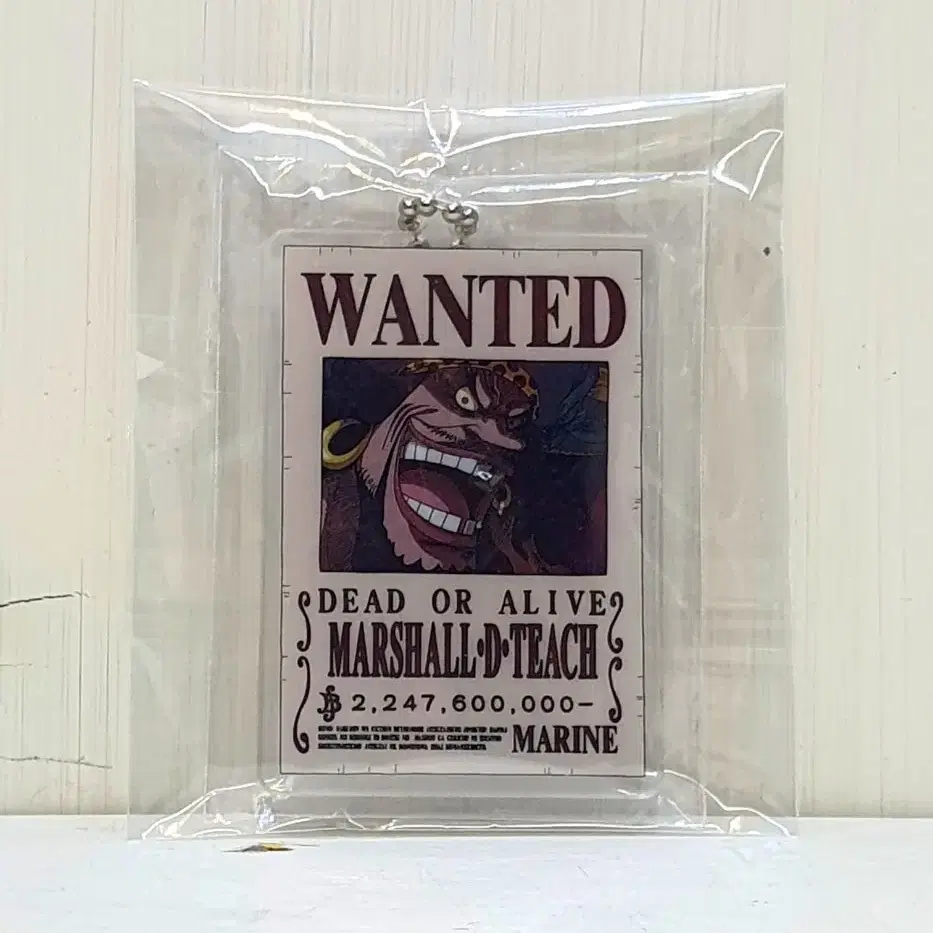 WANTED
DEAD OR ALIVE
MARSHALL·D·TEACH
2,247,600,000-
MARINE